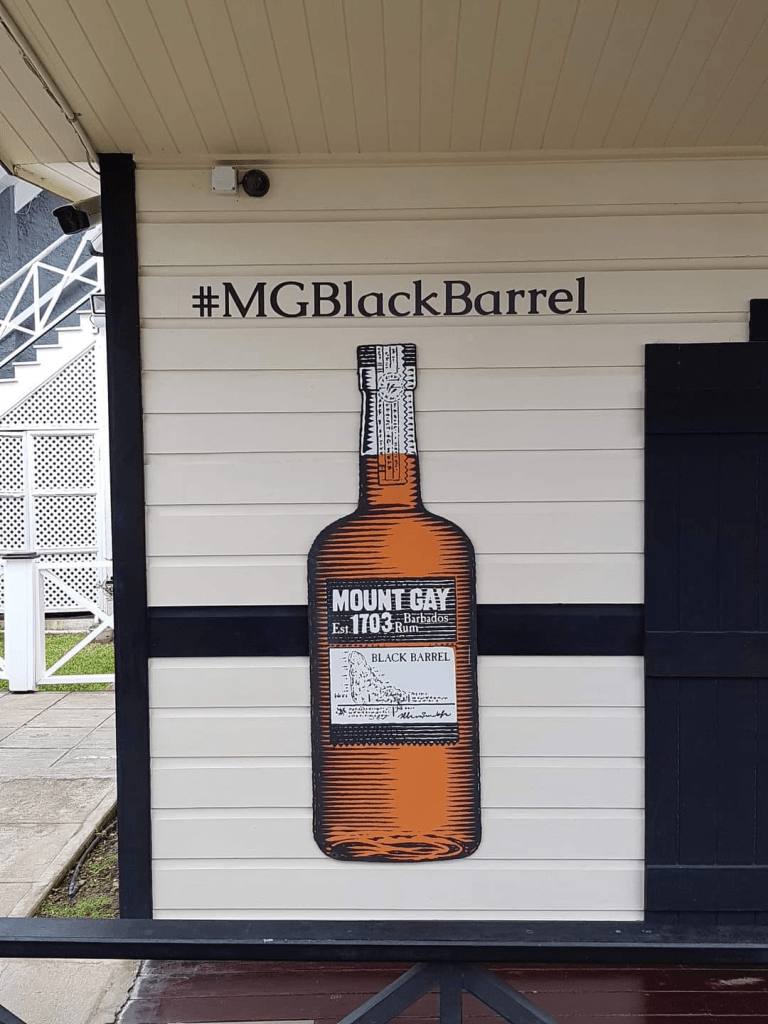 #MGBlackBarrel
MOUNT GAY
Est. 1703 Barbados
Rum
BLACK BARREL